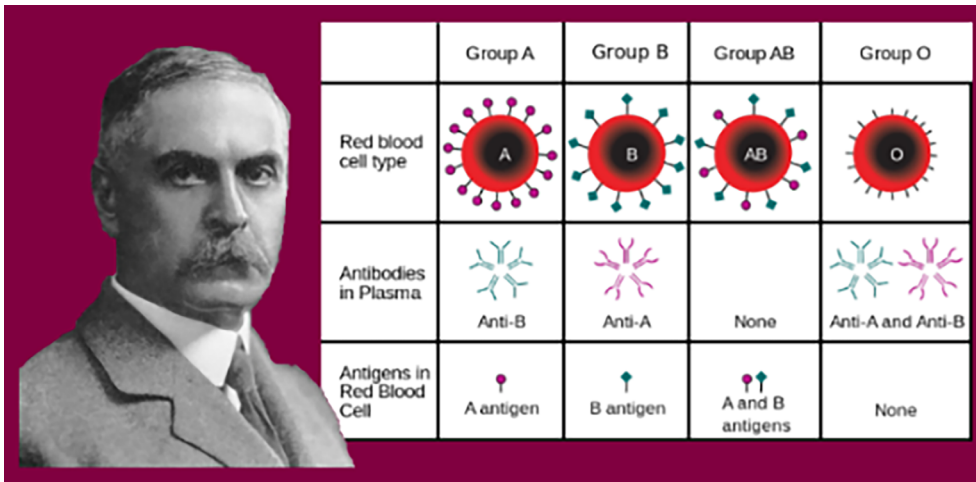 Group A
Group B
Group AB
Group O
Red blood
cell type
A
B
AB
O
Antibodies
in Plasma
Anti-B
Anti-A
None
Anti-A and Anti-B
Antigens in
Red Blood
Cell
A antigen
B antigen
A and B
antigens
None